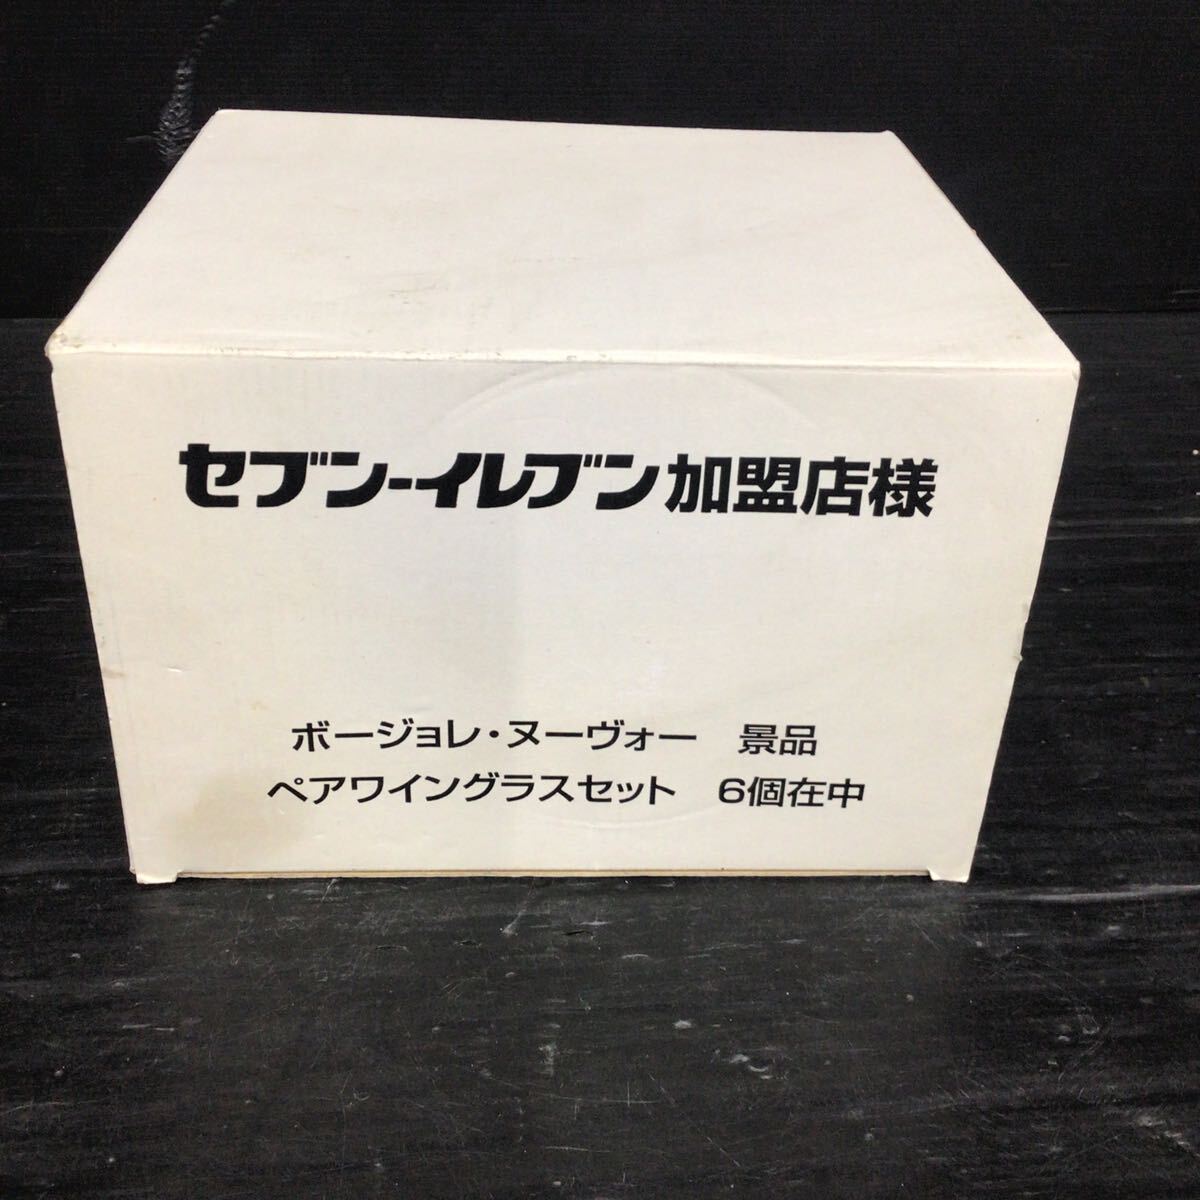 セブン-イレブン加盟店様
ボージョレ・ヌーヴォー　景品
ペアワイングラスセット　6個在中